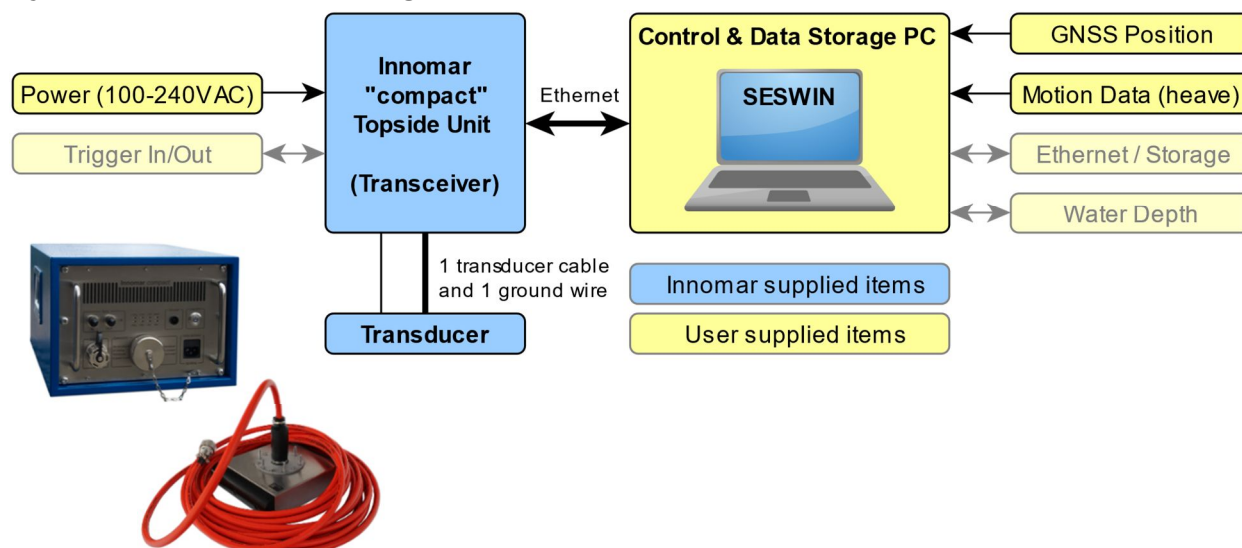 Power (100-240VAC)
Trigger In/Out
Innomar
"compact"
Topside Unit
(Transceiver)
Ethernet
Control & Data Storage PC
SESWIN
GNSS Position
Motion Data (heave)
Ethernet / Storage
Water Depth
1 transducer cable
and 1 ground wire
Transducer
Innomar supplied items
User supplied items